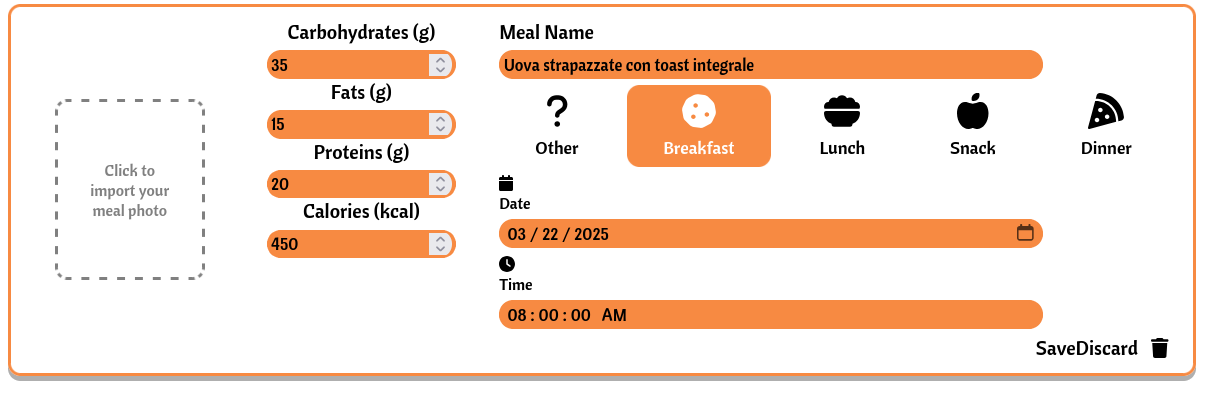 Click to
import your
meal photo
Carbohydrates (g)
35
Fats (g)
15
Proteins (g)
20
Calories (kcal)
450
Meal Name
Uova strapazzate con toast integrale
Other
Breakfast
Lunch
Snack
Dinner
Date
03 / 22 / 2025
Time
08 : 00 : 00 AM
SaveDiscard